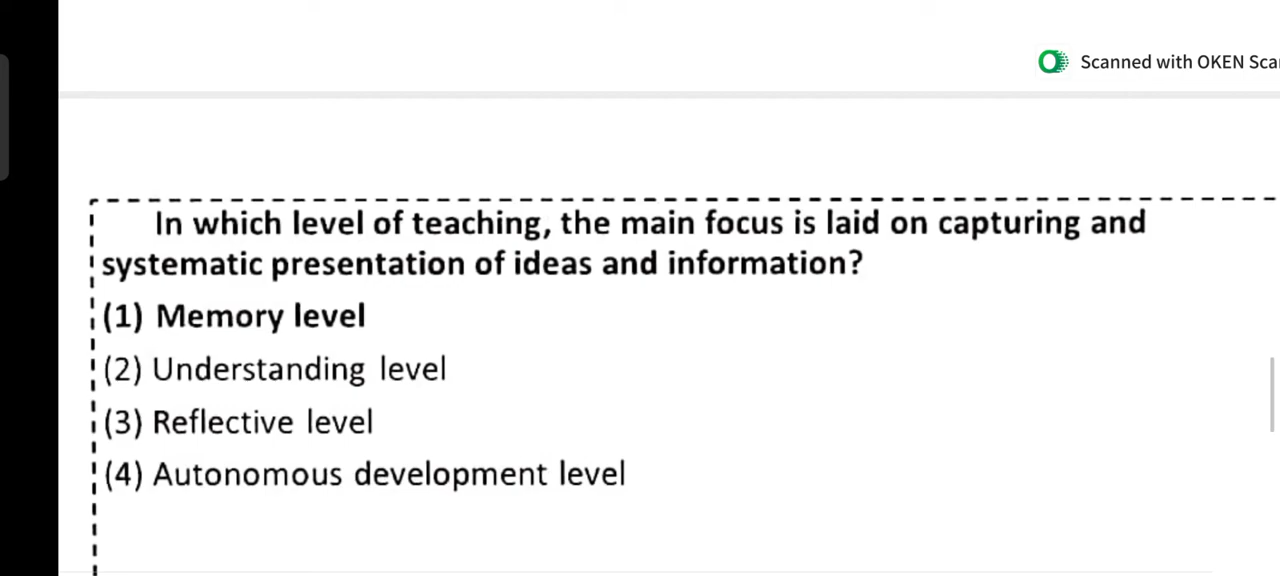 Scanned with OKEN Scan
In which level of teaching, the main focus is laid on capturing and
systematic presentation of ideas and information?
(1) Memory level
(2) Understanding level
(3) Reflective level
(4) Autonomous development level